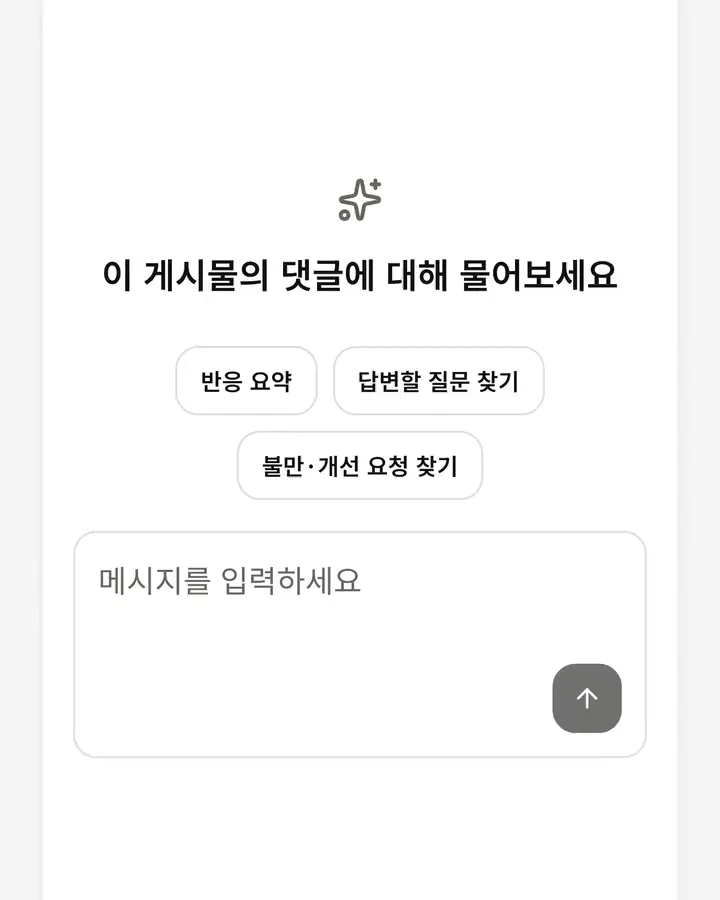 이 게시물의 댓글에 대해 물어보세요
반응 요약
답변할 질문 찾기
불만·개선 요청 찾기
메시지를 입력하세요